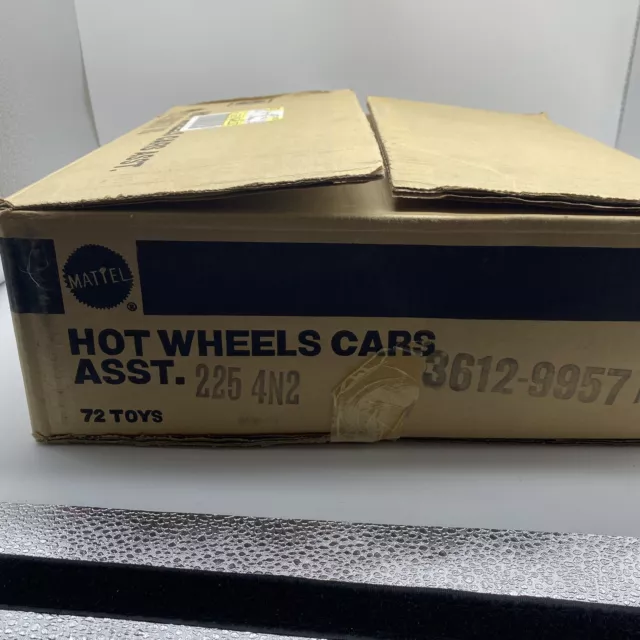 MATTEL
®
HOT WHEELS CARS
ASST. 225 4N2
3612-9957
72 TOYS